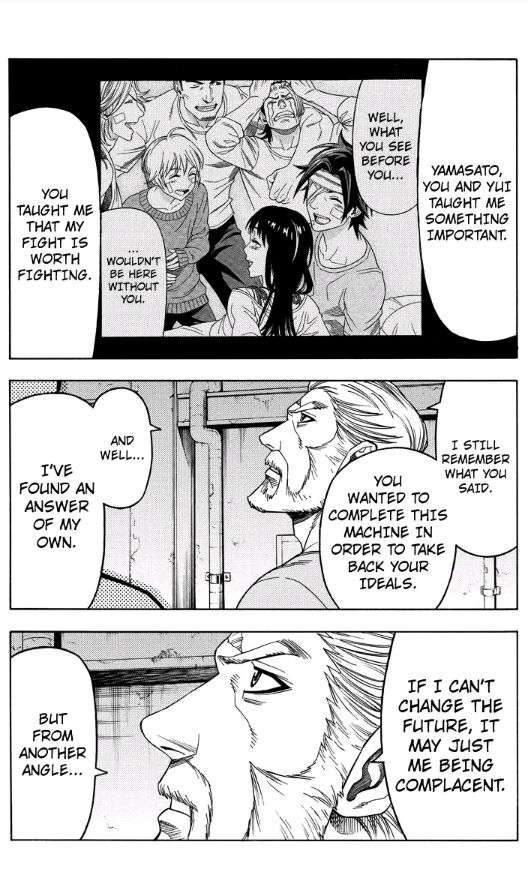 YAMASATO,
YOU AND YUI
TAUGHT ME
SOMETHING
IMPORTANT.
WELL,
WHAT
YOU SEE
BEFORE
YOU...
...
WOULDN'T
BE HERE
WITHOUT
YOU.
YOU
TAUGHT ME
THAT MY
FIGHT IS
WORTH
FIGHTING.
I STILL
REMEMBER
WHAT YOU
SAID.
YOU
WANTED TO
COMPLETE THIS
MACHINE IN
ORDER TO TAKE
BACK YOUR
IDEALS.
AND
WELL...
I'VE
FOUND AN
ANSWER
OF MY
OWN.
IF I CAN'T
CHANGE THE
FUTURE, IT
MAY JUST
ME BEING
COMPLACENT.
BUT
FROM
ANOTHER
ANGLE...